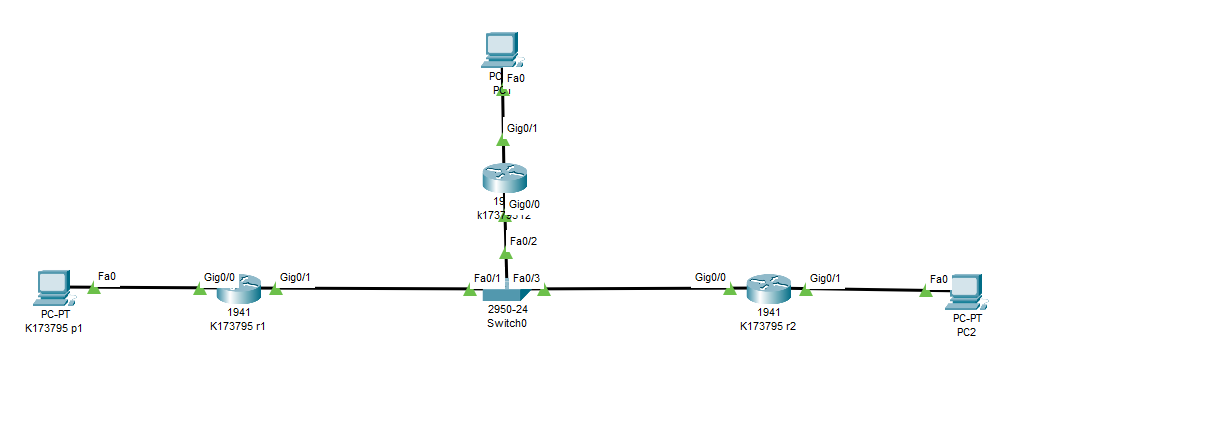 Fa0
Gig0/1
Gig0/0
Fa0/2
Fa0
Gig0/0
Gig0/1
Fa0/1
Fa0/3
Gig0/0
Gig0/1
Fa0
PC-PT
K173795 p1
1941
K173795 r1
2950-24
Switch0
1941
K173795 r2
PC-PT
PC2